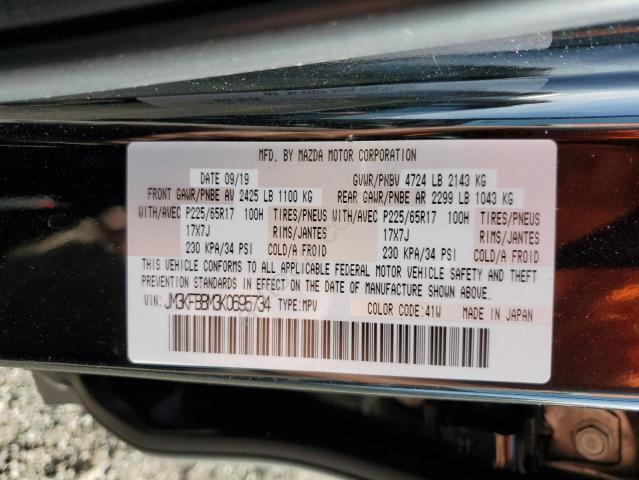 MFD. BY MAZDA MOTOR CORPORATION
DATE 09/19 GVWR/PNBV 4724 LB 2143 KG
FRONT GAWR/PNBE AV 2425 LB 1100 KG REAR GAWR/PNBE AR 2299 LB 1043 KG
WITH/AVEC P225/65R17 100H TIRES/PNEUS WITH/AVEC P225/65R17 100H TIRES/PNEUS
17X7J RIMS/JANTES 17X7J RIMS/JANTES
230 KPA/34 PSI COLD/A FROID 230 KPA/34 PSI COLD/A FROID
THIS VEHICLE CONFORMS TO ALL APPLICABLE FEDERAL MOTOR VEHICLE SAFETY AND THEFT
PREVENTION STANDARDS IN EFFECT ON THE DATE OF MANUFACTURE SHOWN ABOVE.
VIN: JM3KFBBM3K0695734 TYPE: MPV COLOR CODE: 41W MADE IN JAPAN